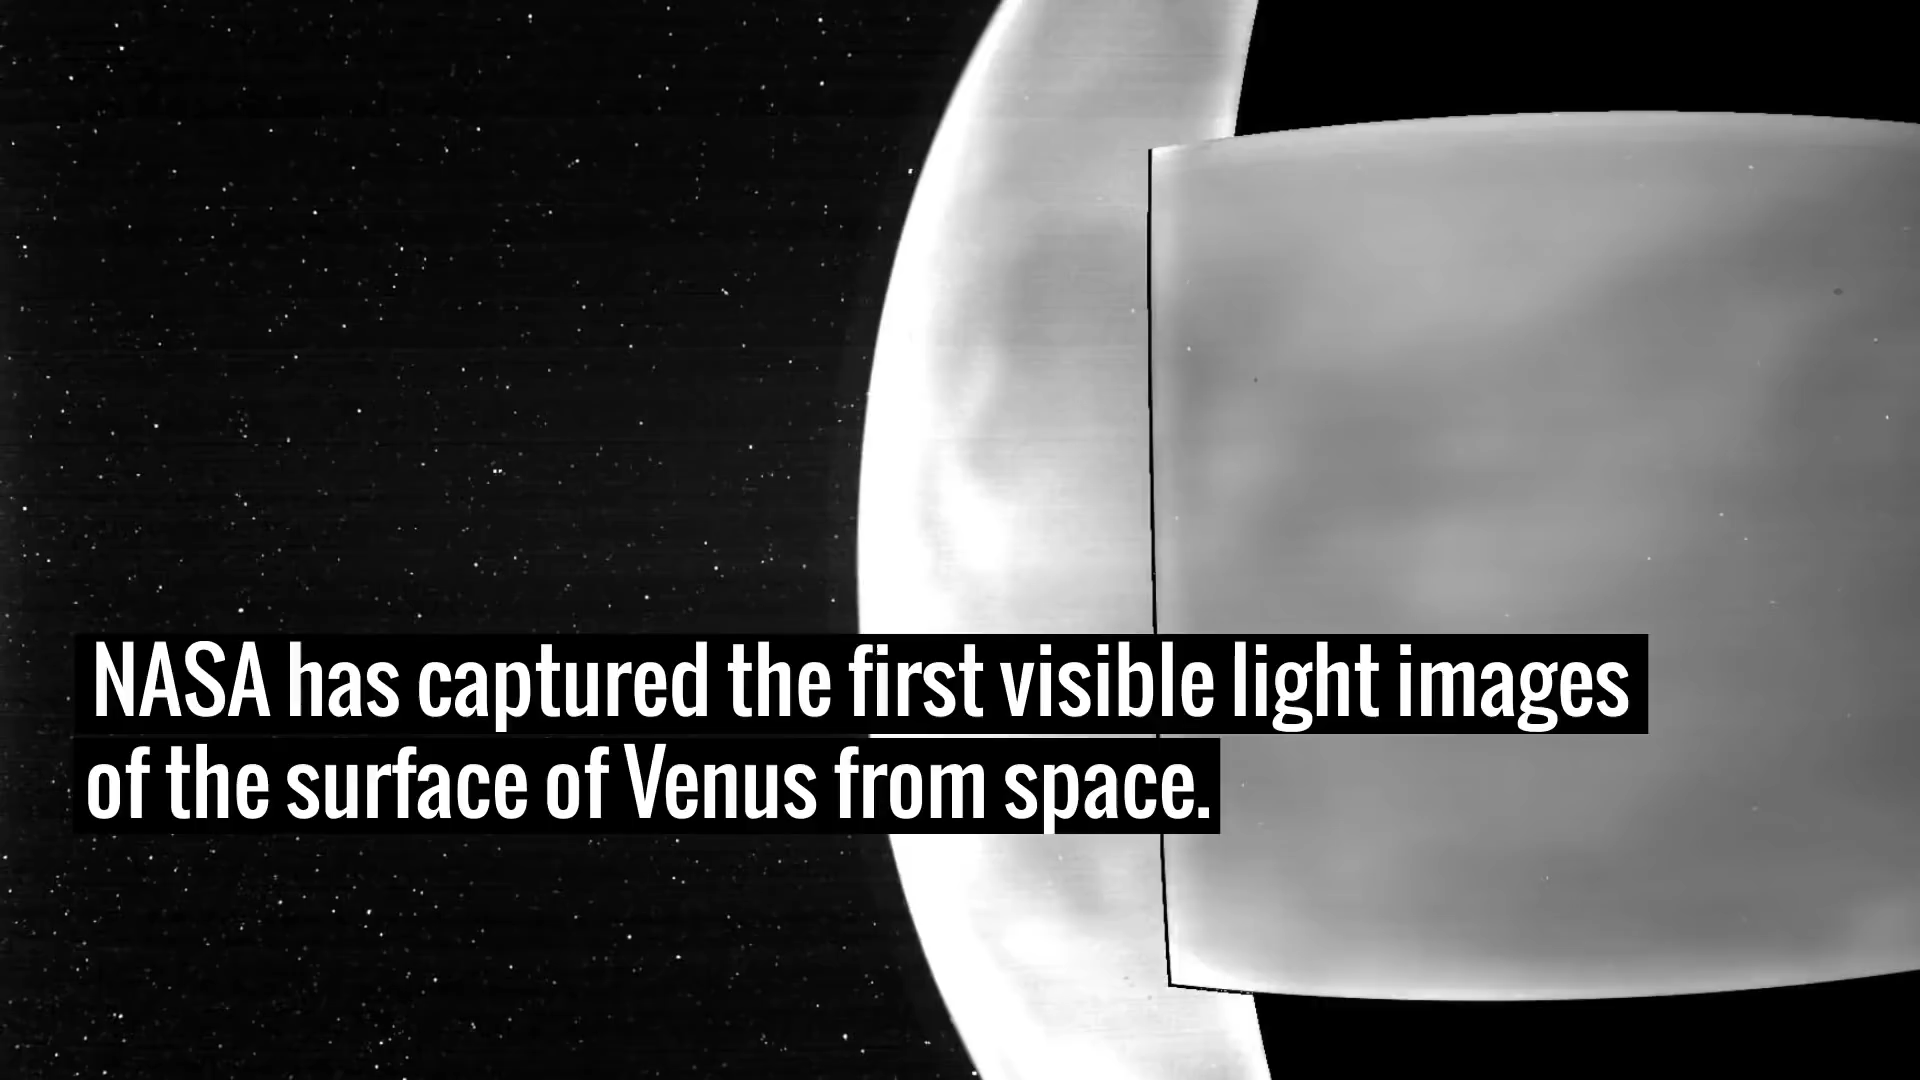 NASA has captured the first visible light images
of the surface of Venus from space.